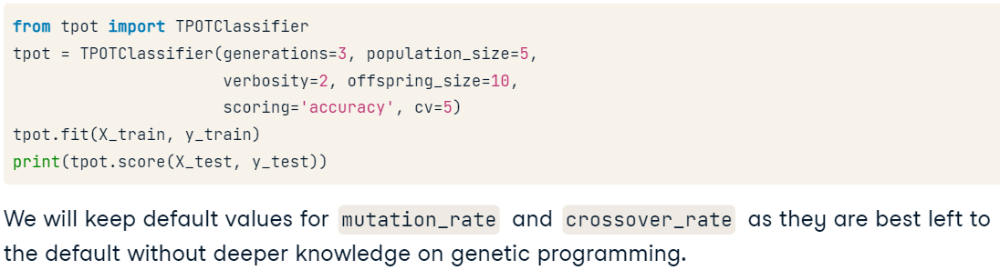 from tpot import TPOTClassifier
tpot = TPOTClassifier(generations=3, population_size=5,
                      verbosity=2, offspring_size=10,
                      scoring='accuracy', cv=5)
tpot.fit(X_train, y_train)
print(tpot.score(X_test, y_test))
We will keep default values for mutation_rate and crossover_rate as they are best left to
the default without deeper knowledge on genetic programming.